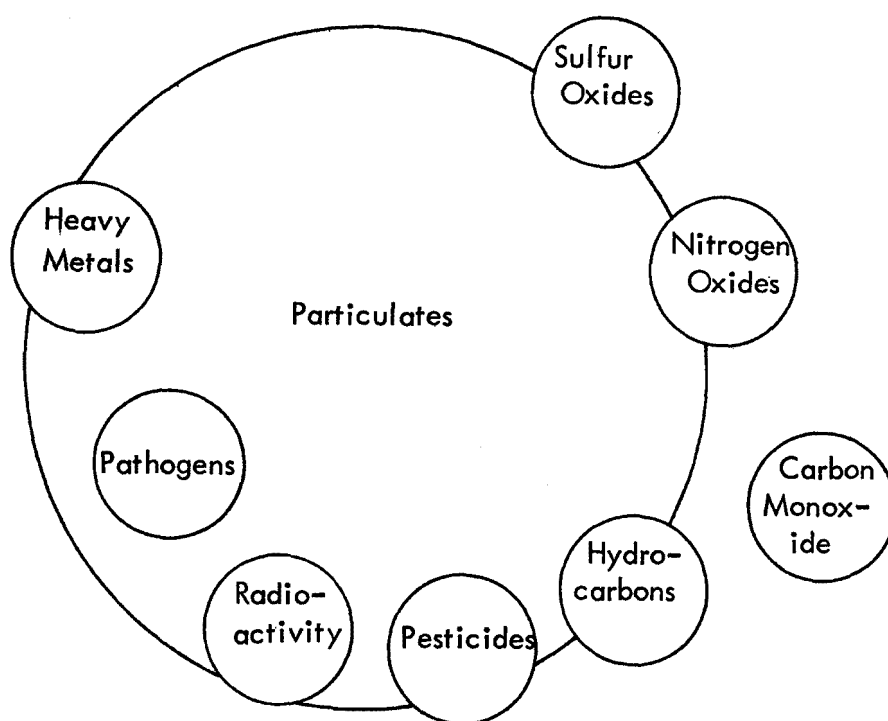 Sulfur
Oxides
Heavy
Metals
Nitrogen
Oxides
Particulates
Pathogens
Carbon
Monox-
ide
Hydro-
carbons
Radio-
activity
Pesticides